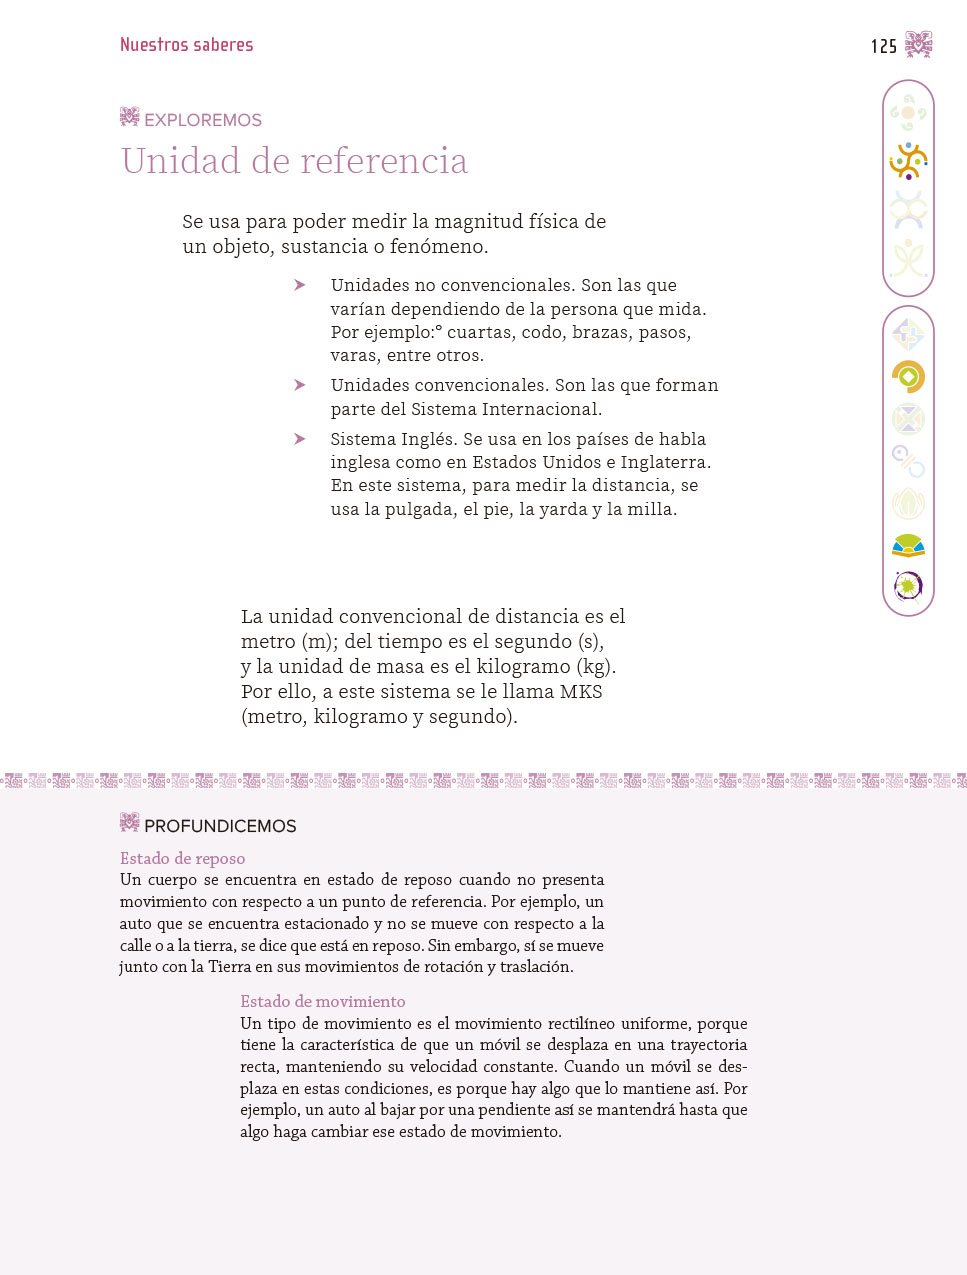 Nuestros saberes
125
EXPLOREMOS
Unidad de referencia
Se usa para poder medir la magnitud física de
un objeto, sustancia o fenómeno.
➤ Unidades no convencionales. Son las que
varían dependiendo de la persona que mida.
Por ejemplo:° cuartas, codo, brazas, pasos,
varas, entre otros.
➤ Unidades convencionales. Son las que forman
parte del Sistema Internacional.
➤ Sistema Inglés. Se usa en los países de habla
inglesa como en Estados Unidos e Inglaterra.
En este sistema, para medir la distancia, se
usa la pulgada, el pie, la yarda y la milla.
La unidad convencional de distancia es el
metro (m); del tiempo es el segundo (s),
y la unidad de masa es el kilogramo (kg).
Por ello, a este sistema se le llama MKS
(metro, kilogramo y segundo).
PROFUNDICEMOS
Estado de reposo
Un cuerpo se encuentra en estado de reposo cuando no presenta
movimiento con respecto a un punto de referencia. Por ejemplo, un
auto que se encuentra estacionado y no se mueve con respecto a la
calle o a la tierra, se dice que está en reposo. Sin embargo, sí se mueve
junto con la Tierra en sus movimientos de rotación y traslación.
Estado de movimiento
Un tipo de movimiento es el movimiento rectilíneo uniforme, porque
tiene la característica de que un móvil se desplaza en una trayectoria
recta, manteniendo su velocidad constante. Cuando un móvil se des-
plaza en estas condiciones, es porque hay algo que lo mantiene así. Por
ejemplo, un auto al bajar por una pendiente así se mantendrá hasta que
algo haga cambiar ese estado de movimiento.